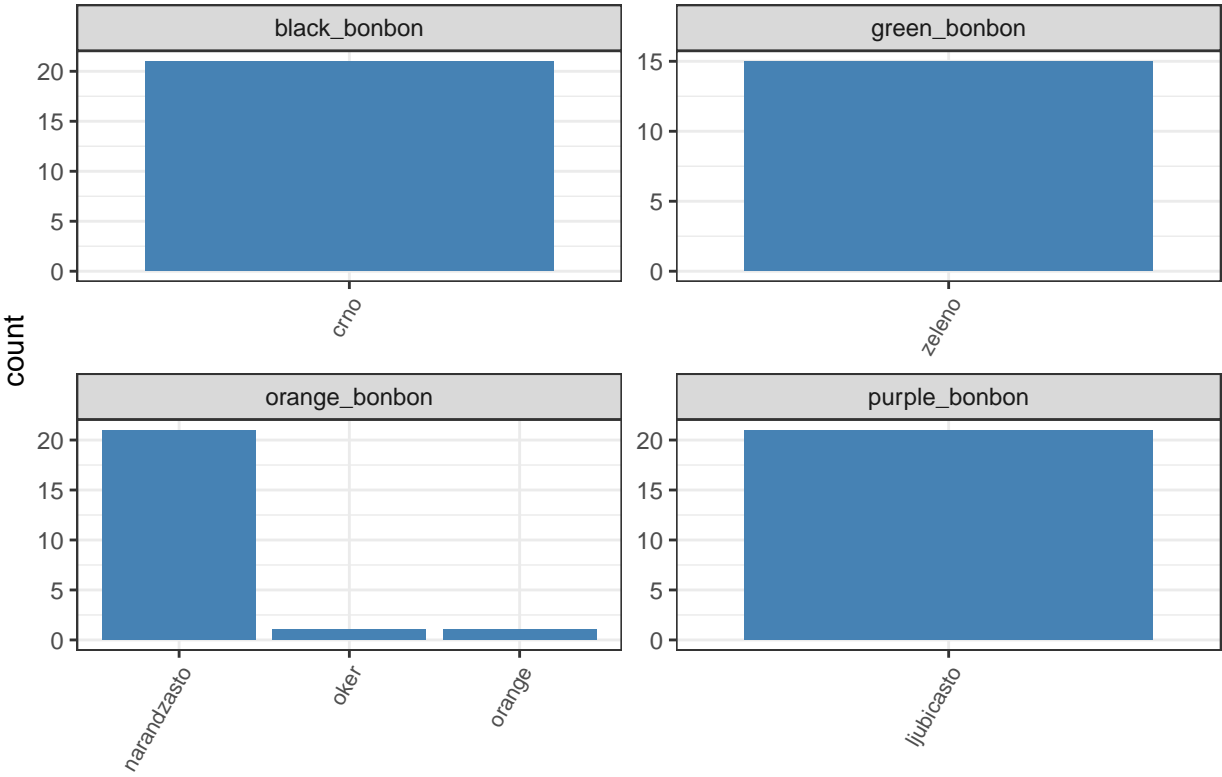 black_bonbon
20
15
10
5
0
crno
green_bonbon
15
10
5
0
zeleno
count
orange_bonbon
20
15
10
5
0
narandzasto
oker
orange
purple_bonbon
20
15
10
5
0
ljubicasto